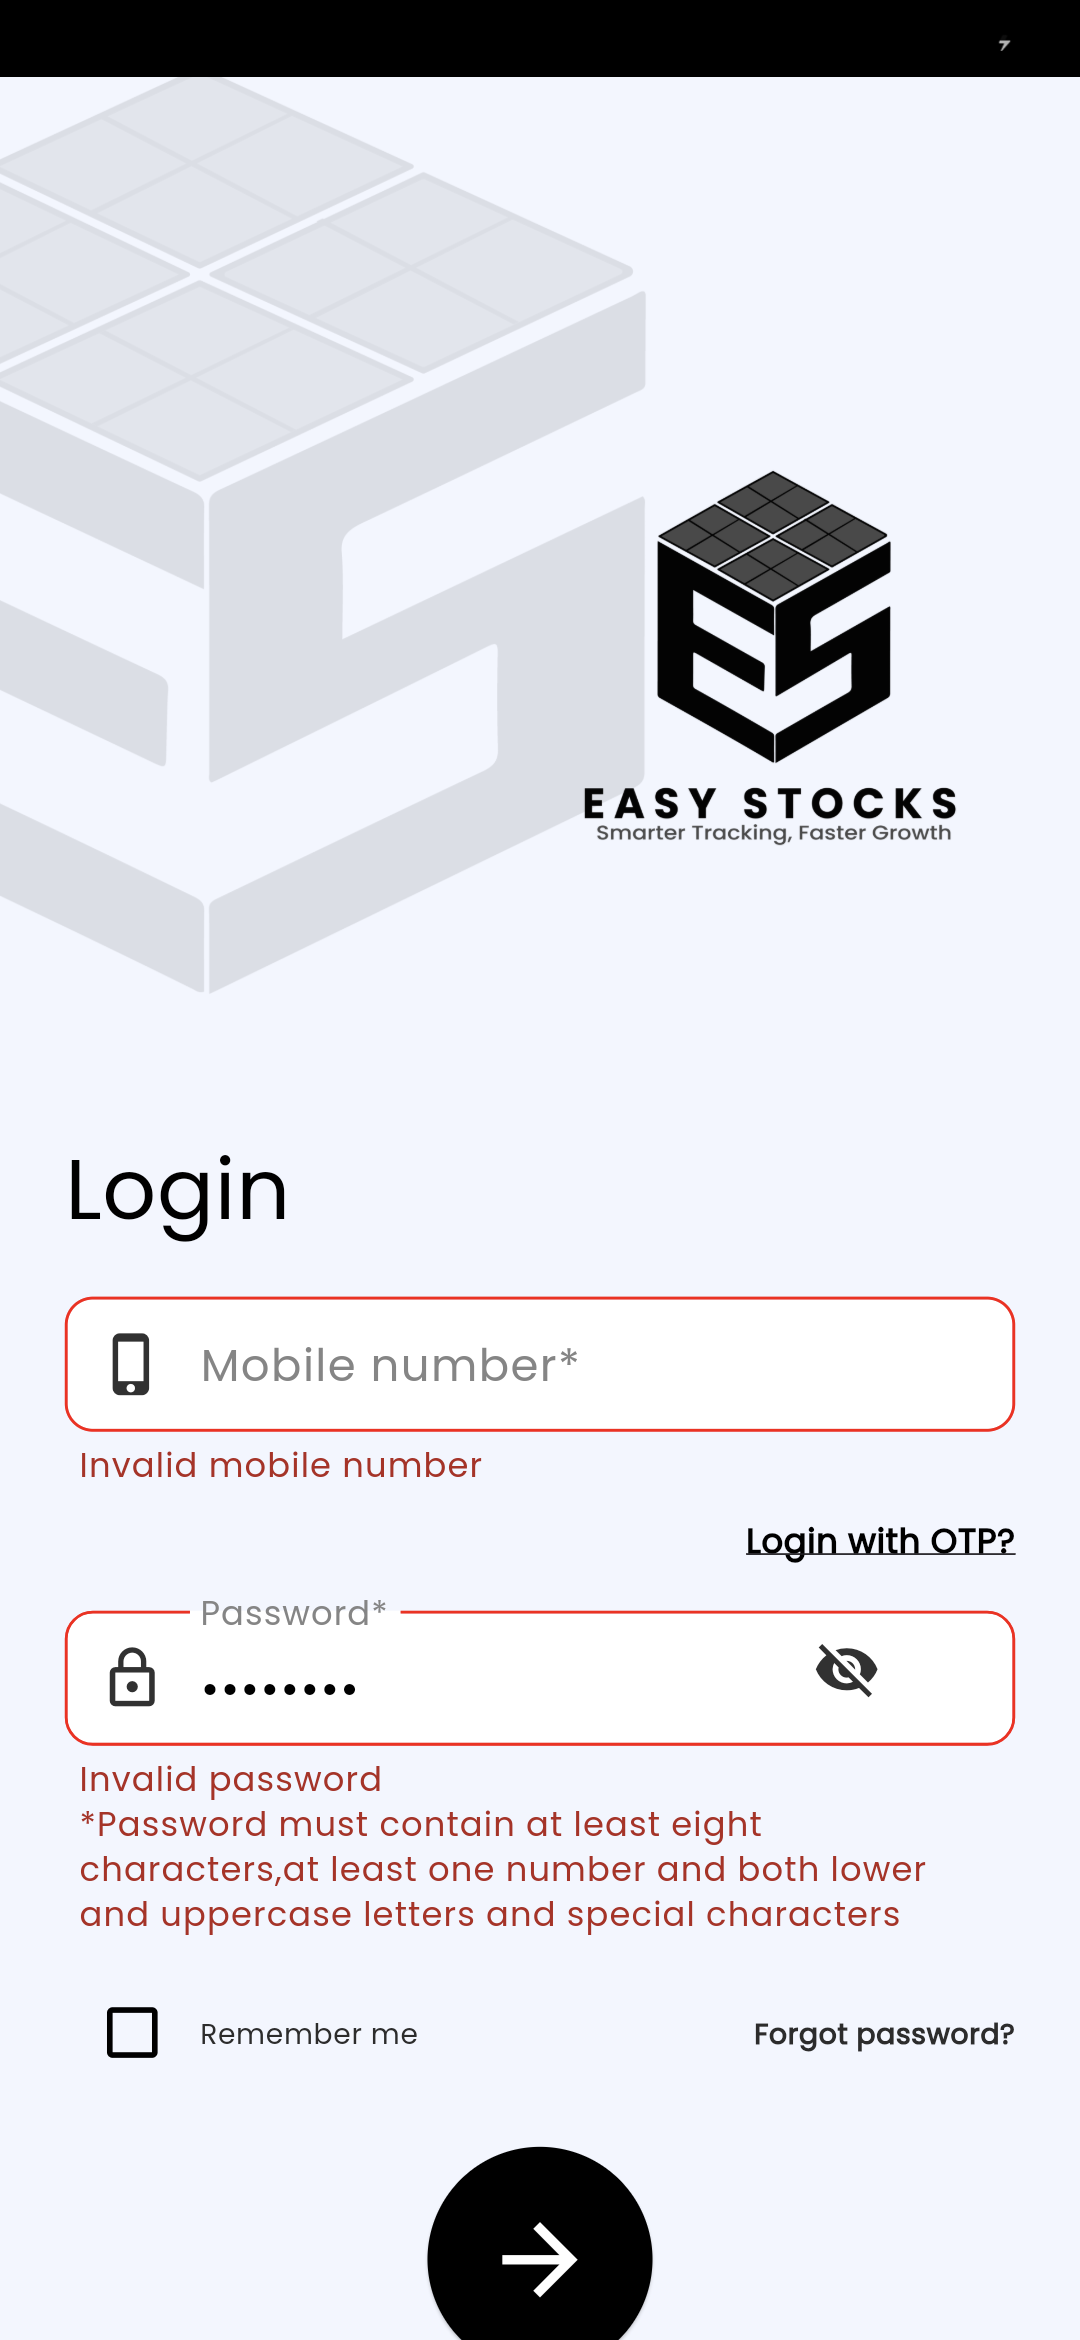 EASY STOCKS
Smarter Tracking, Faster Growth
Login
Mobile number*
Invalid mobile number
Login with OTP?
Password*
••••••••
Invalid password
*Password must contain at least eight
characters,at least one number and both lower
and uppercase letters and special characters
Remember me
Forgot password?